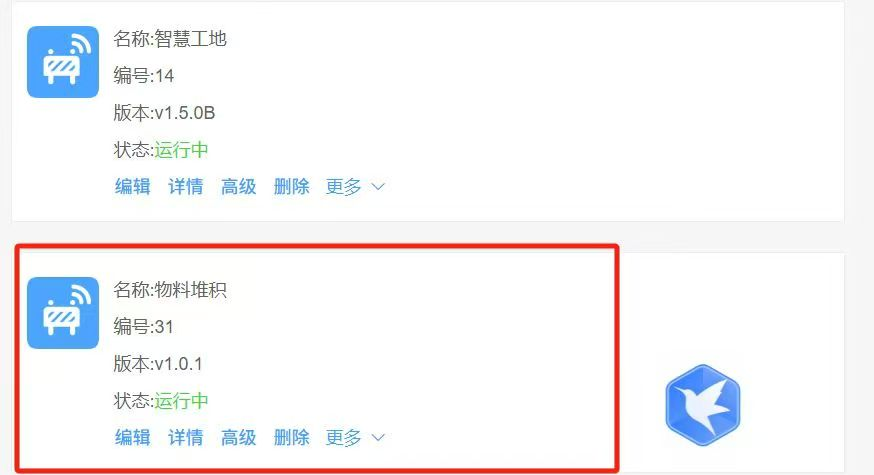 名称:智慧工地
编号:14
版本:v1.5.0B
状态:运行中
编辑 详情 高级 删除 更多
名称:物料堆积
编号:31
版本:v1.0.1
状态:运行中
编辑 详情 高级 删除 更多